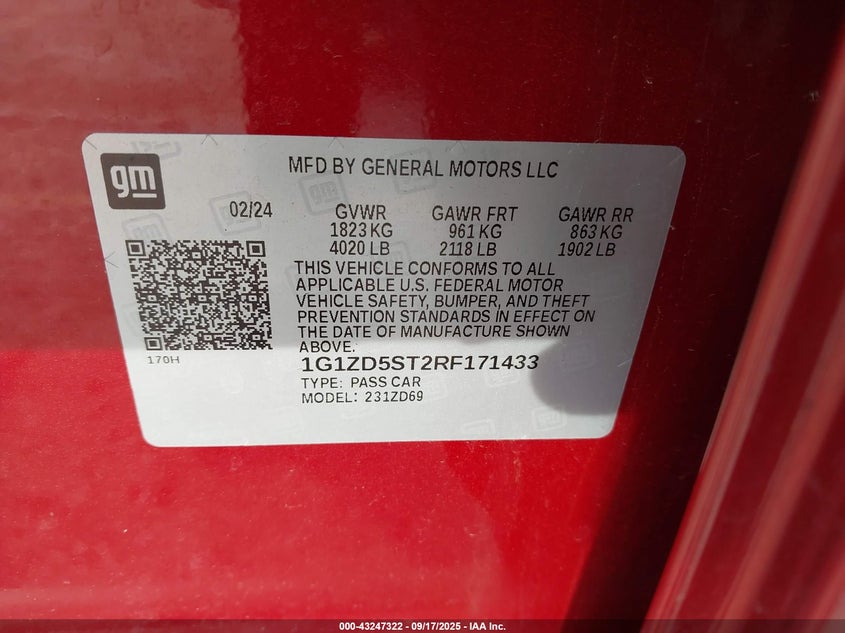 gm
MFD BY GENERAL MOTORS LLC
02/24 GVWR GAWR FRT GAWR RR
1823 KG 961 KG 863 KG
4020 LB 2118 LB 1902 LB
THIS VEHICLE CONFORMS TO ALL
APPLICABLE U.S. FEDERAL MOTOR
VEHICLE SAFETY, BUMPER, AND THEFT
PREVENTION STANDARDS IN EFFECT ON
THE DATE OF MANUFACTURE SHOWN
ABOVE.
170H
1G1ZD5ST2RF171433
TYPE: PASS CAR
MODEL: 231ZD69
000-43247322 - 09/17/2025 - IAA Inc.